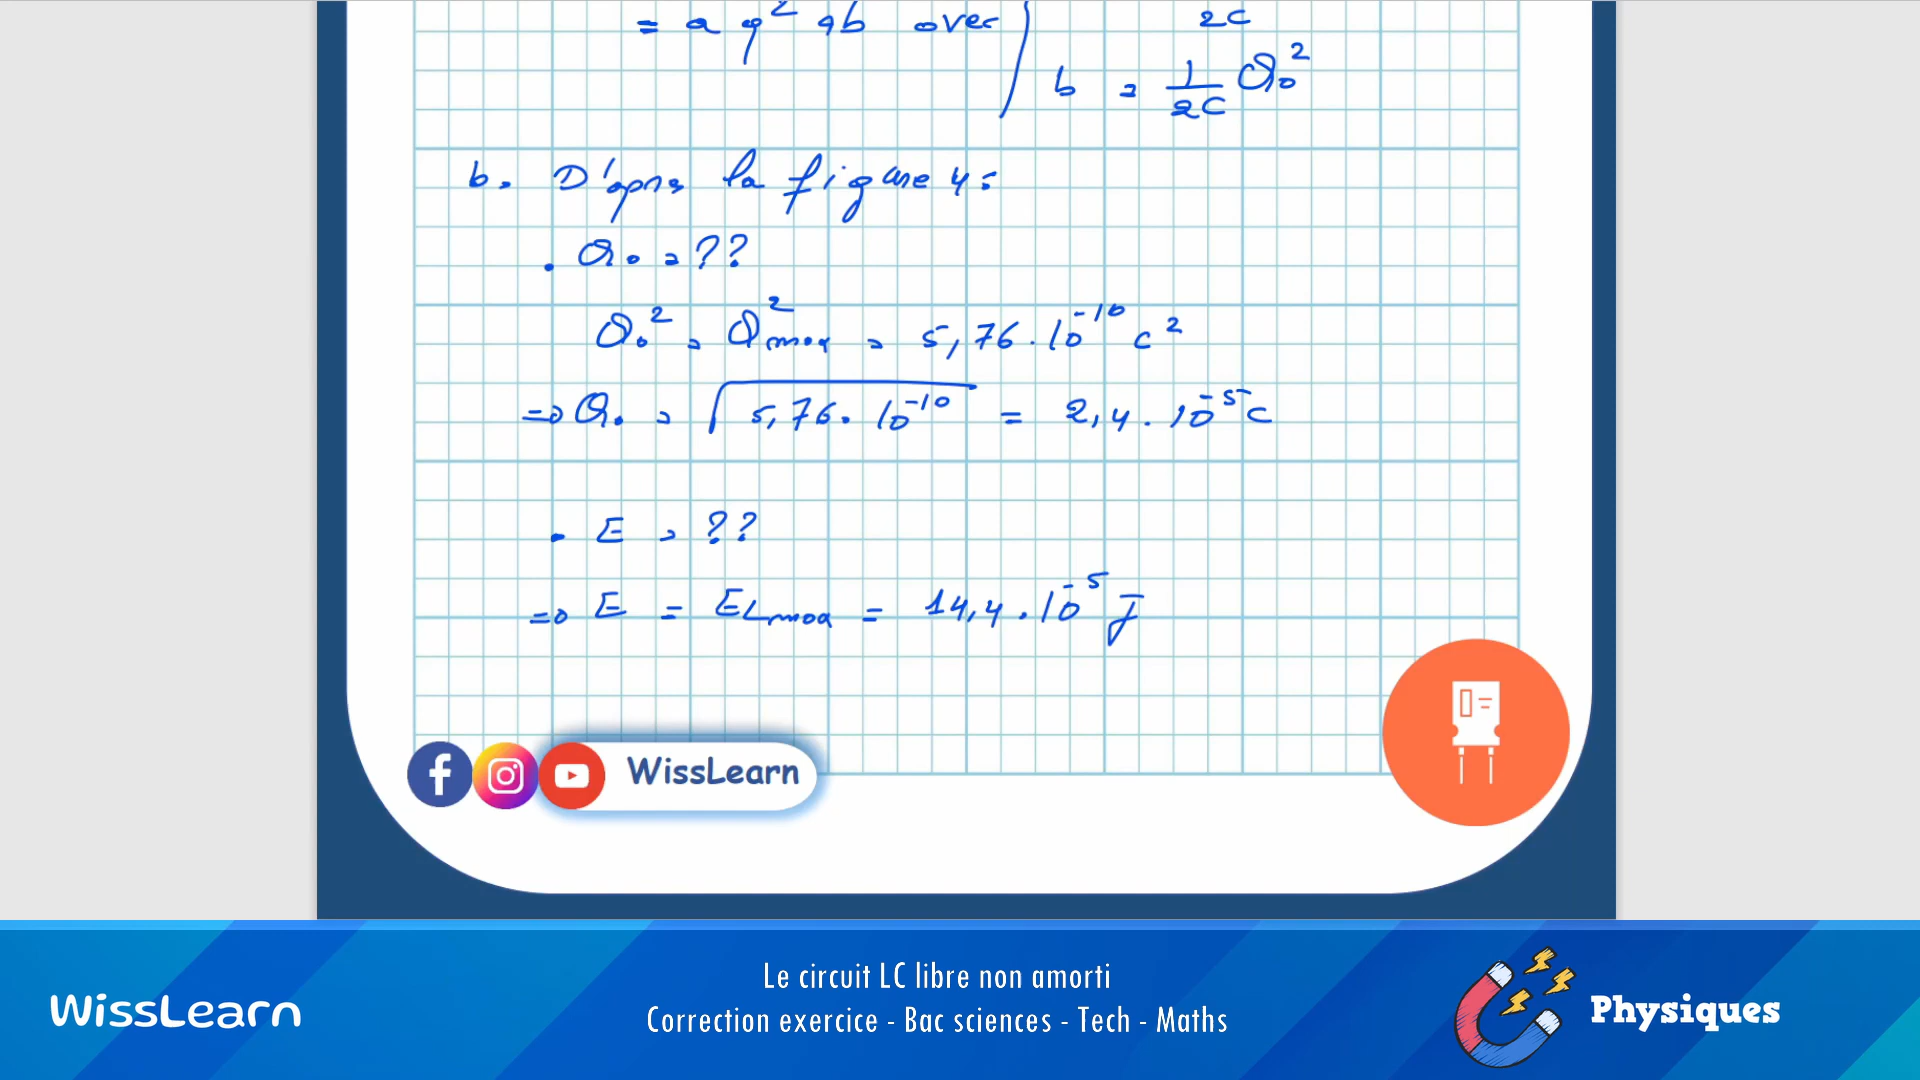 = a q² + b avec
2C
b = 1/2C Q₀²
b. D'après la figure 4 :
. Q₀ = ??
Q₀² = Q²max = 5,76 . 10⁻¹⁰ C²
=> Q₀ = √5,76 . 10⁻¹⁰ = 2,4 . 10⁻⁵ C
. E = ??
=> E = ELmax = 14,4 . 10⁻⁵ J
WissLearn
WissLearn
Le circuit LC libre non amorti
Correction exercice - Bac sciences - Tech - Maths
Physiques